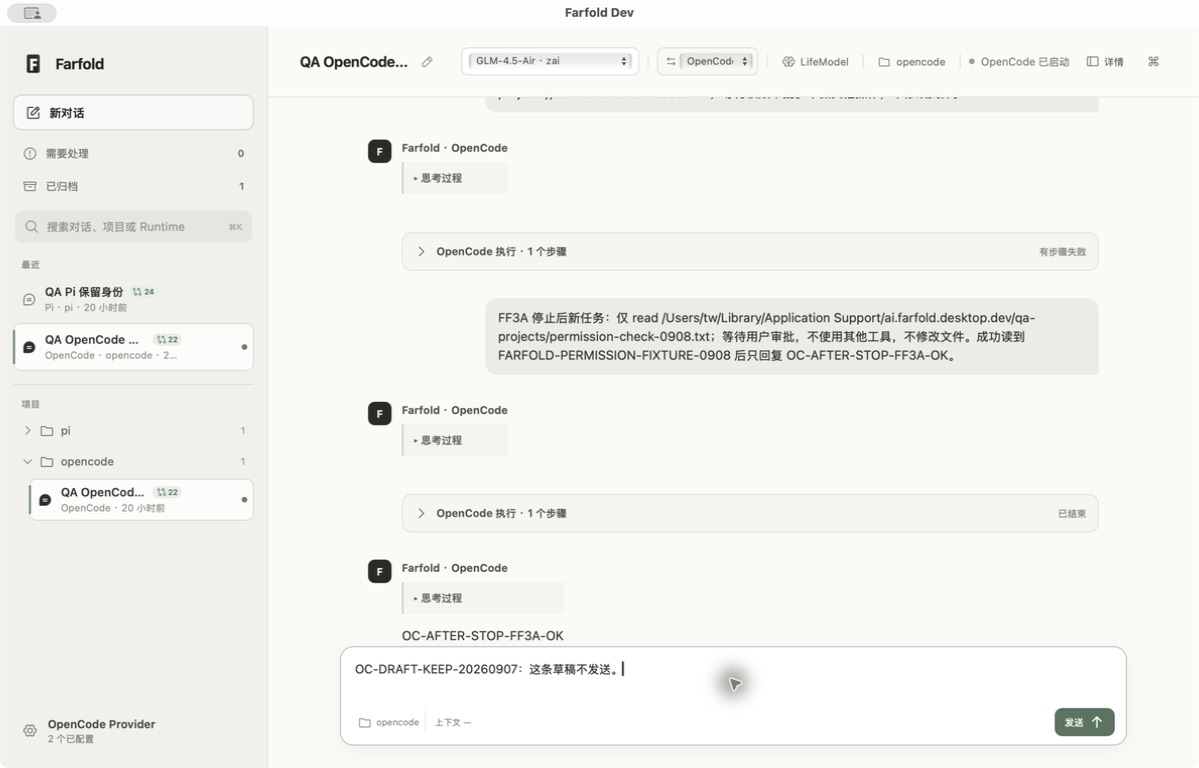 Farfold Dev
Farfold
新对话
需要处理 0
已归档 1
搜索对话、项目或 Runtime ⌘K
最近
QA Pi 保留身份 24
Pi · pi · 20 小时前
QA OpenCode ... 22
OpenCode · opencode · 2...
项目
pi 1
opencode 1
QA OpenCod... 22
OpenCode · 20 小时前
OpenCode Provider
2 个已配置
QA OpenCode...
GLM-4.5-Air · zai
OpenCod
LifeModel
opencode
OpenCode 已启动
详情
⌘
Farfold · OpenCode
思考过程
OpenCode 执行 · 1 个步骤
有步骤失败
FF3A 停止后新任务：仅 read /Users/tw/Library/Application Support/ai.farfold.desktop.dev/qa-
projects/permission-check-0908.txt；等待用户审批，不使用其他工具，不修改文件。成功读到
FARFOLD-PERMISSION-FIXTURE-0908 后只回复 OC-AFTER-STOP-FF3A-OK。
Farfold · OpenCode
思考过程
OpenCode 执行 · 1 个步骤
已结束
Farfold · OpenCode
思考过程
OC-AFTER-STOP-FF3A-OK
OC-DRAFT-KEEP-20260907：这条草稿不发送。
opencode
上下文 —
发送